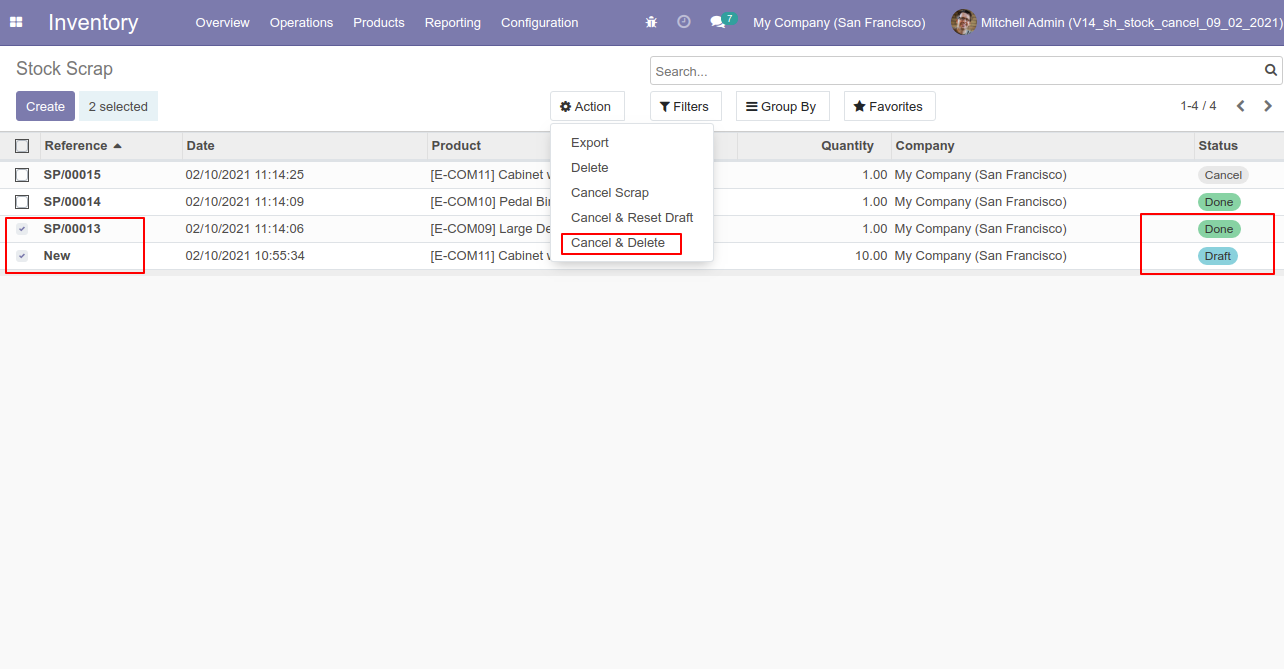 Inventory Overview Operations Products Reporting Configuration 7 My Company (San Francisco) Mitchell Admin (V14_sh_stock_cancel_09_02_2021)
Stock Scrap
Search...
Create 2 selected Action Filters Group By Favorites 1-4 / 4
Export
Delete
Cancel Scrap
Cancel & Reset Draft
Cancel & Delete
Reference Date Product Quantity Company Status
SP/00015 02/10/2021 11:14:25 [E-COM11] Cabinet 1.00 My Company (San Francisco) Cancel
SP/00014 02/10/2021 11:14:09 [E-COM10] Pedal 1.00 My Company (San Francisco) Done
SP/00013 02/10/2021 11:14:06 [E-COM09] Large 1.00 My Company (San Francisco) Done
New 02/10/2021 10:55:34 [E-COM11] Cabinet 10.00 My Company (San Francisco) Draft